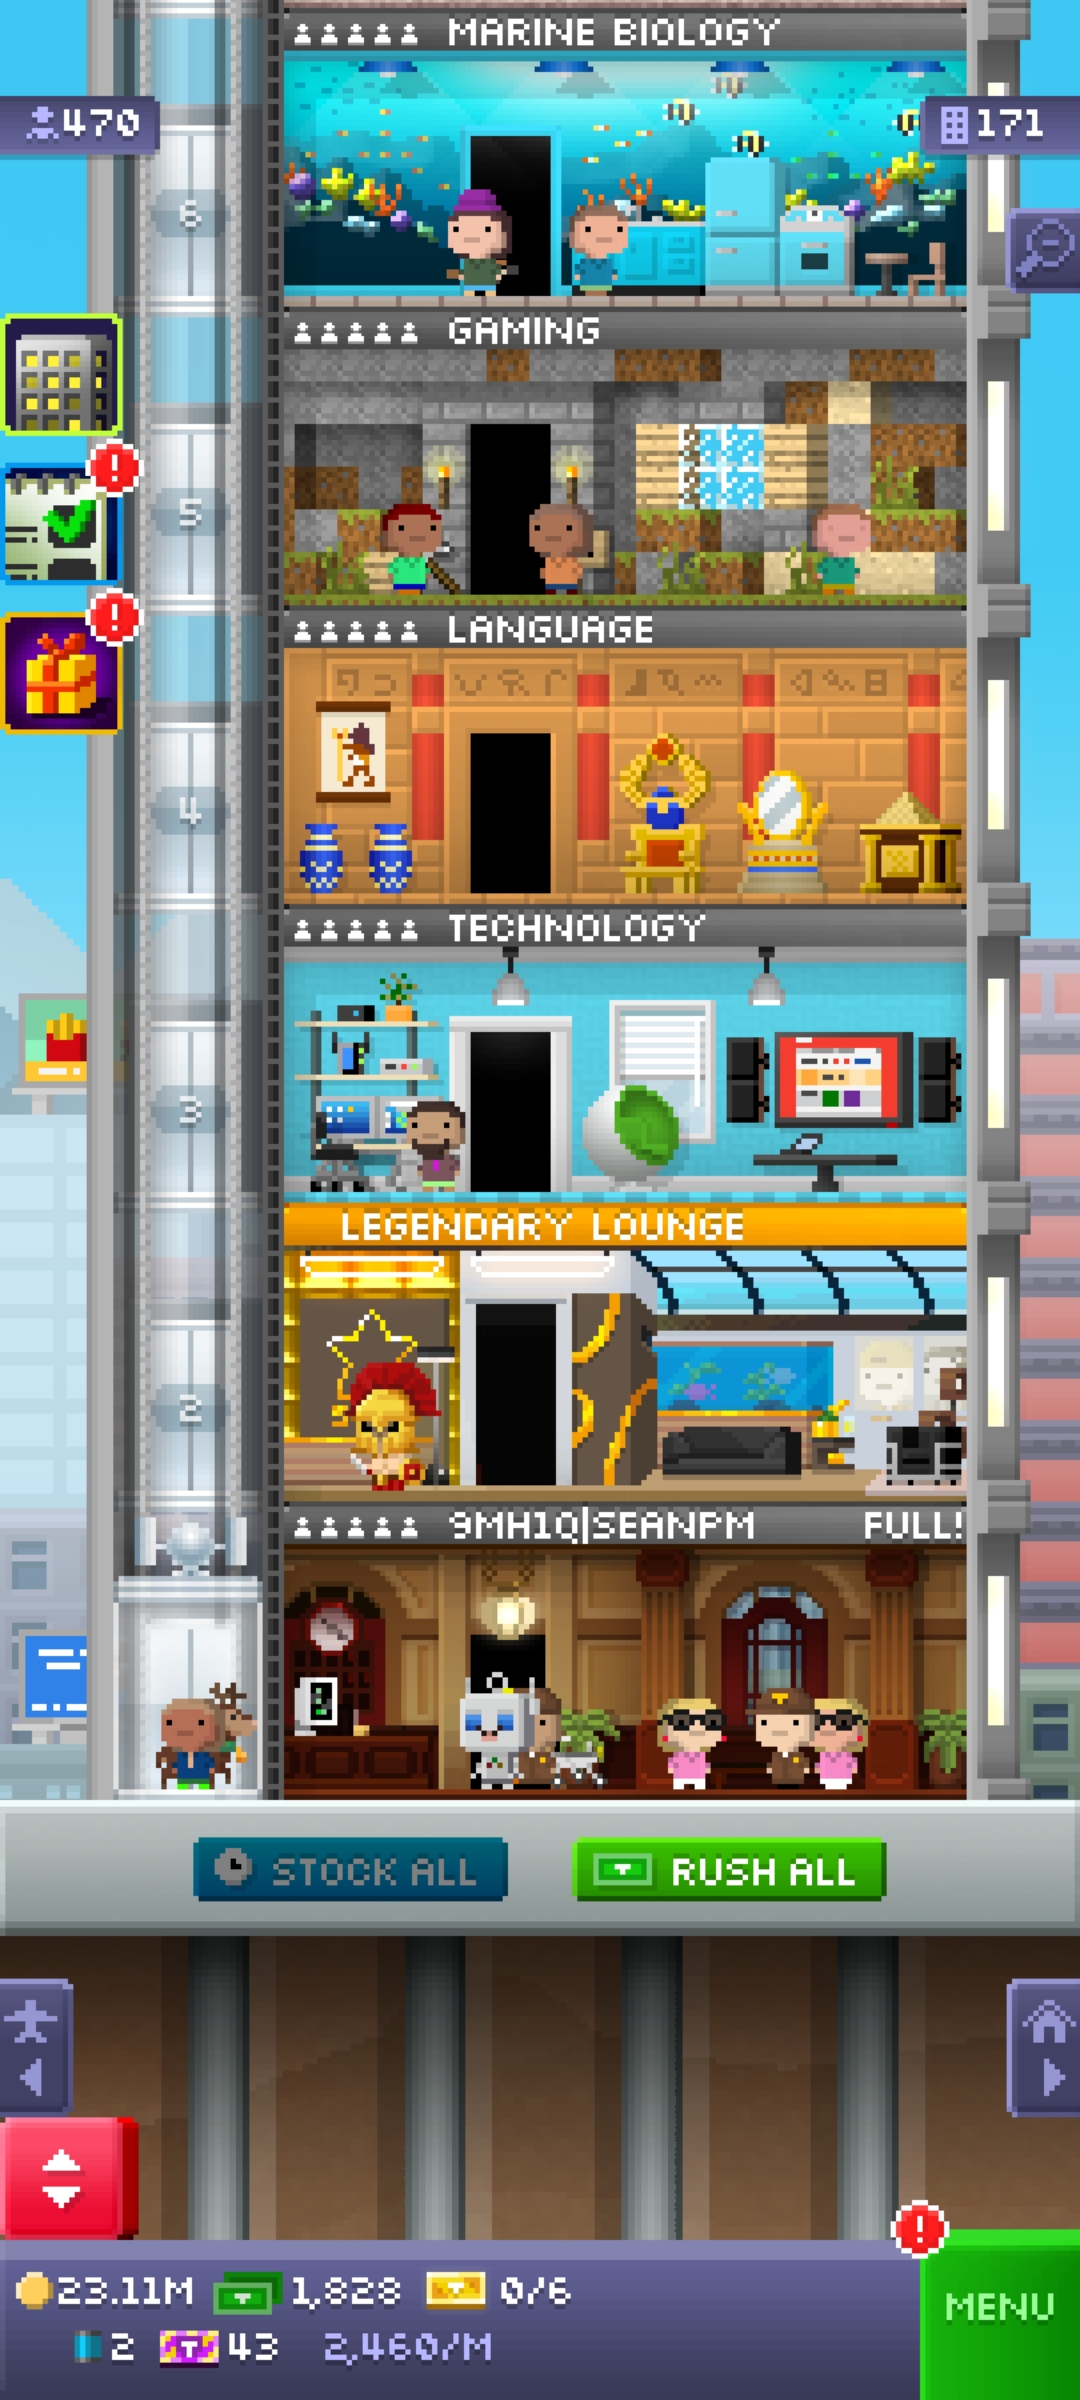 MARINE BIOLOGY
470
171
6
GAMING
5
LANGUAGE
4
TECHNOLOGY
3
LEGENDARY LOUNGE
2
9MH1Q|SEANPM FULL!
STOCK ALL
RUSH ALL
23.11M 1,828 0/6
MENU
2 43 2,460/M